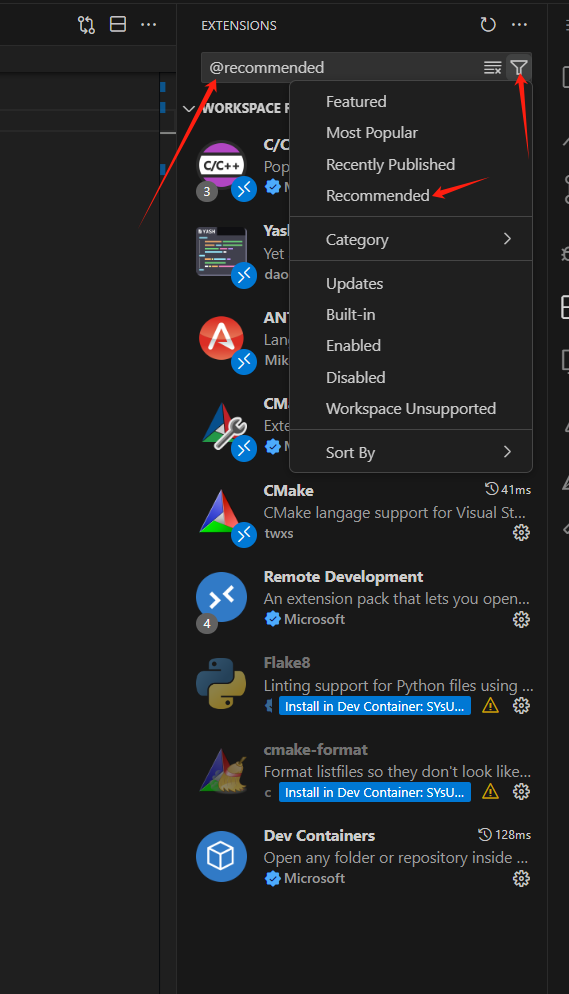 EXTENSIONS
@recommended
WORKSPACE R
Featured
Most Popular
Recently Published
Recommended
Category
Updates
Built-in
Enabled
Disabled
Workspace Unsupported
Sort By
C/C++
3
C/C
Pop
M
YASH
Yash
Yet
dao
ANT
Lan
Mik
CMa
Exte
M
CMake
41ms
CMake langage support for Visual St...
twxs
Remote Development
An extension pack that lets you open...
4
Microsoft
Flake8
Linting support for Python files using ...
Install in Dev Container: SYsU...
cmake-format
Format listfiles so they don't look like...
c
Install in Dev Container: SYsU...
Dev Containers
128ms
Open any folder or repository inside ...
Microsoft